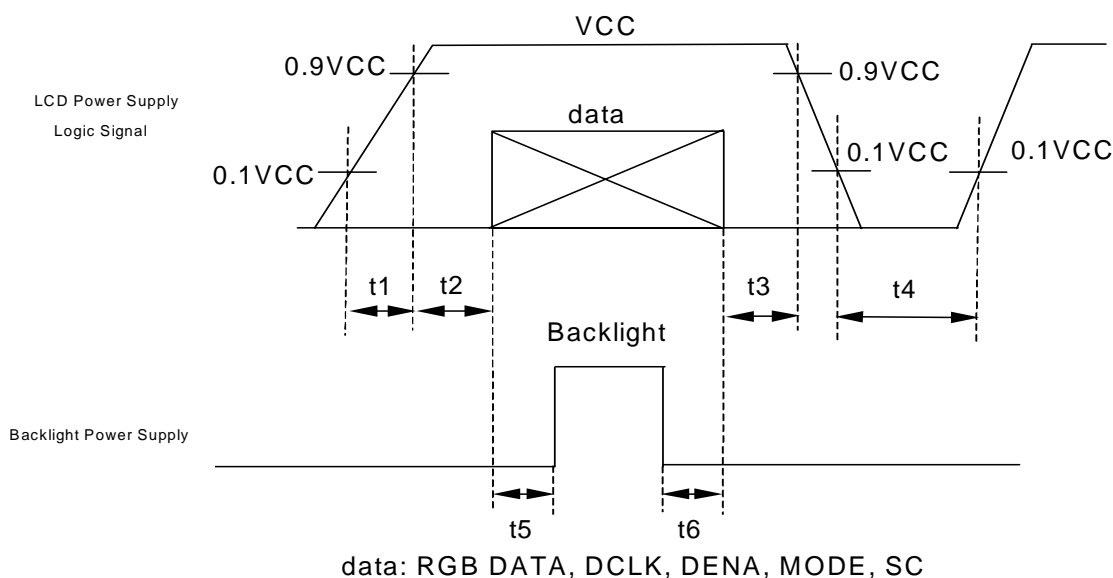 VCC
0.9VCC
0.9VCC
LCD Power Supply
Logic Signal
data
0.1VCC
0.1VCC
0.1VCC
t1
t2
t3
t4
Backlight
Backlight Power Supply
t5
t6
data: RGB DATA, DCLK, DENA, MODE, SC